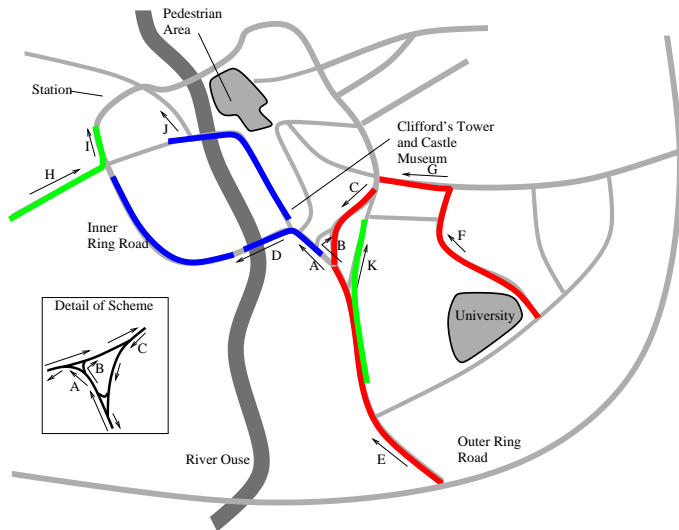 Pedestrian
Area
Station
J
Clifford's Tower
and Castle
Museum
I
H
G
C
Inner
Ring Road
F
B
A
D
K
Detail of Scheme
University
C
B
A
River Ouse
E
Outer Ring
Road